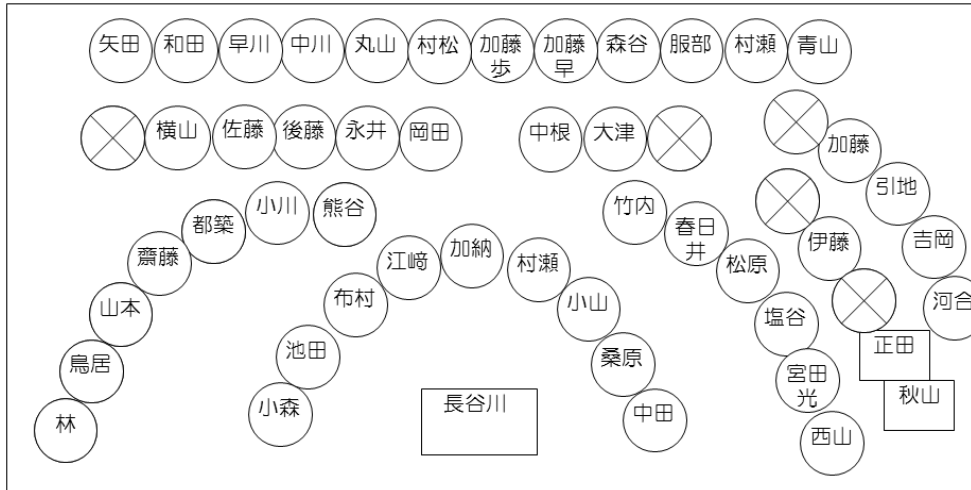 矢田 和田 早川 中川 丸山 村松 加藤歩 加藤早 森谷 服部 村瀬 青山
横山 佐藤 後藤 永井 岡田 中根 大津 加藤
引地
小川 熊谷 竹内
都築 春日井 伊藤 吉岡
齋藤 江﨑 加納 村瀬 松原
山本 布村 小山 塩谷 河合
鳥居 池田 桑原 宮田光 正田
林 小森 長谷川 中田 西山 秋山